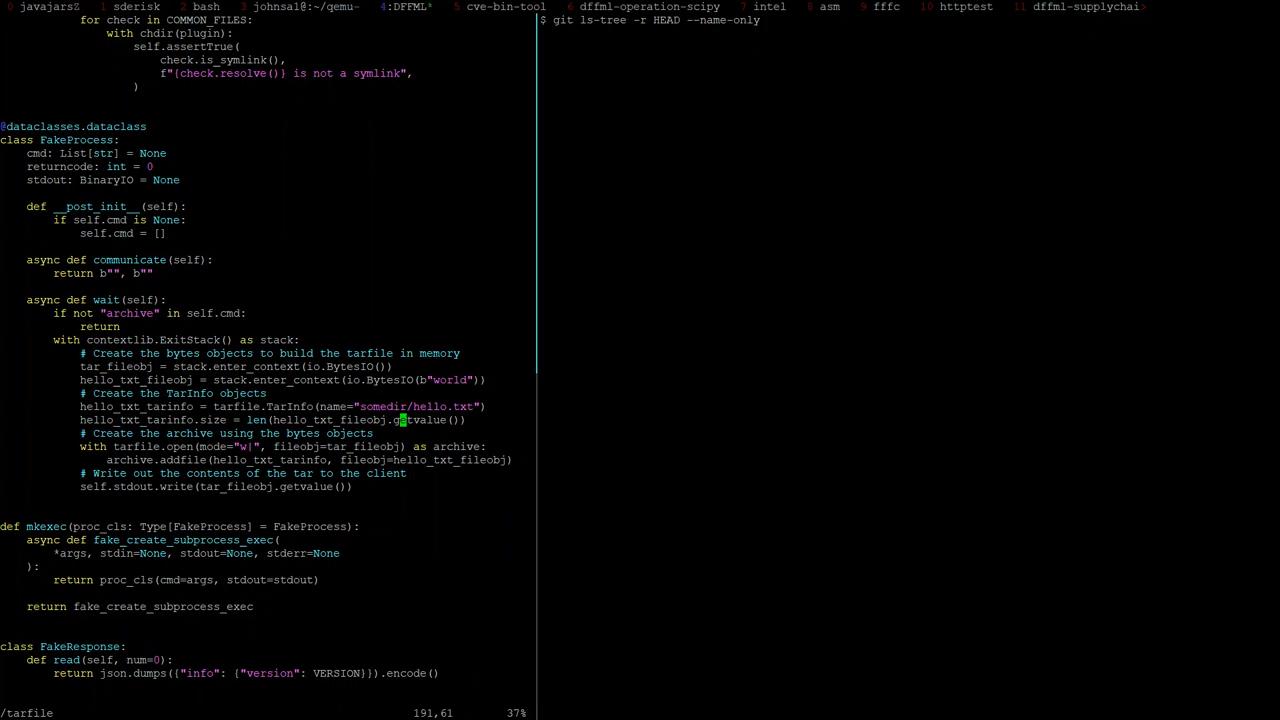 0 javajarsZ  1 sderisk  2 bash  3 johnsa1@:~/qemu-  4:DFFML*  5 cve-bin-tool  6 dffml-operation-scipy  7 intel  8 asm  9 fffc  10 httptest  11 dffml-supplychai>
for check in COMMON_FILES:
with chdir(plugin):
self.assertTrue(
check.is_symlink(),
f"{check.resolve()} is not a symlink",
)
@dataclasses.dataclass
class FakeProcess:
cmd: List[str] = None
returncode: int = 0
stdout: BinaryIO = None
def __post_init__(self):
if self.cmd is None:
self.cmd = []
async def communicate(self):
return b"", b""
async def wait(self):
if not "archive" in self.cmd:
return
with contextlib.ExitStack() as stack:
# Create the bytes objects to build the tarfile in memory
tar_fileobj = stack.enter_context(io.BytesIO())
hello_txt_fileobj = stack.enter_context(io.BytesIO(b"world"))
# Create the TarInfo objects
hello_txt_tarinfo = tarfile.TarInfo(name="somedir/hello.txt")
hello_txt_tarinfo.size = len(hello_txt_fileobj.getvalue())
# Create the archive using the bytes objects
with tarfile.open(mode="w|", fileobj=tar_fileobj) as archive:
archive.addfile(hello_txt_tarinfo, fileobj=hello_txt_fileobj)
# Write out the contents of the tar to the client
self.stdout.write(tar_fileobj.getvalue())
def mkexec(proc_cls: Type[FakeProcess] = FakeProcess):
async def fake_create_subprocess_exec(
*args, stdin=None, stdout=None, stderr=None
):
return proc_cls(cmd=args, stdout=stdout)
return fake_create_subprocess_exec
class FakeResponse:
def read(self, num=0):
return json.dumps({"info": {"version": VERSION}}).encode()
/tarfile 191,61 37%
$ git ls-tree -r HEAD --name-only